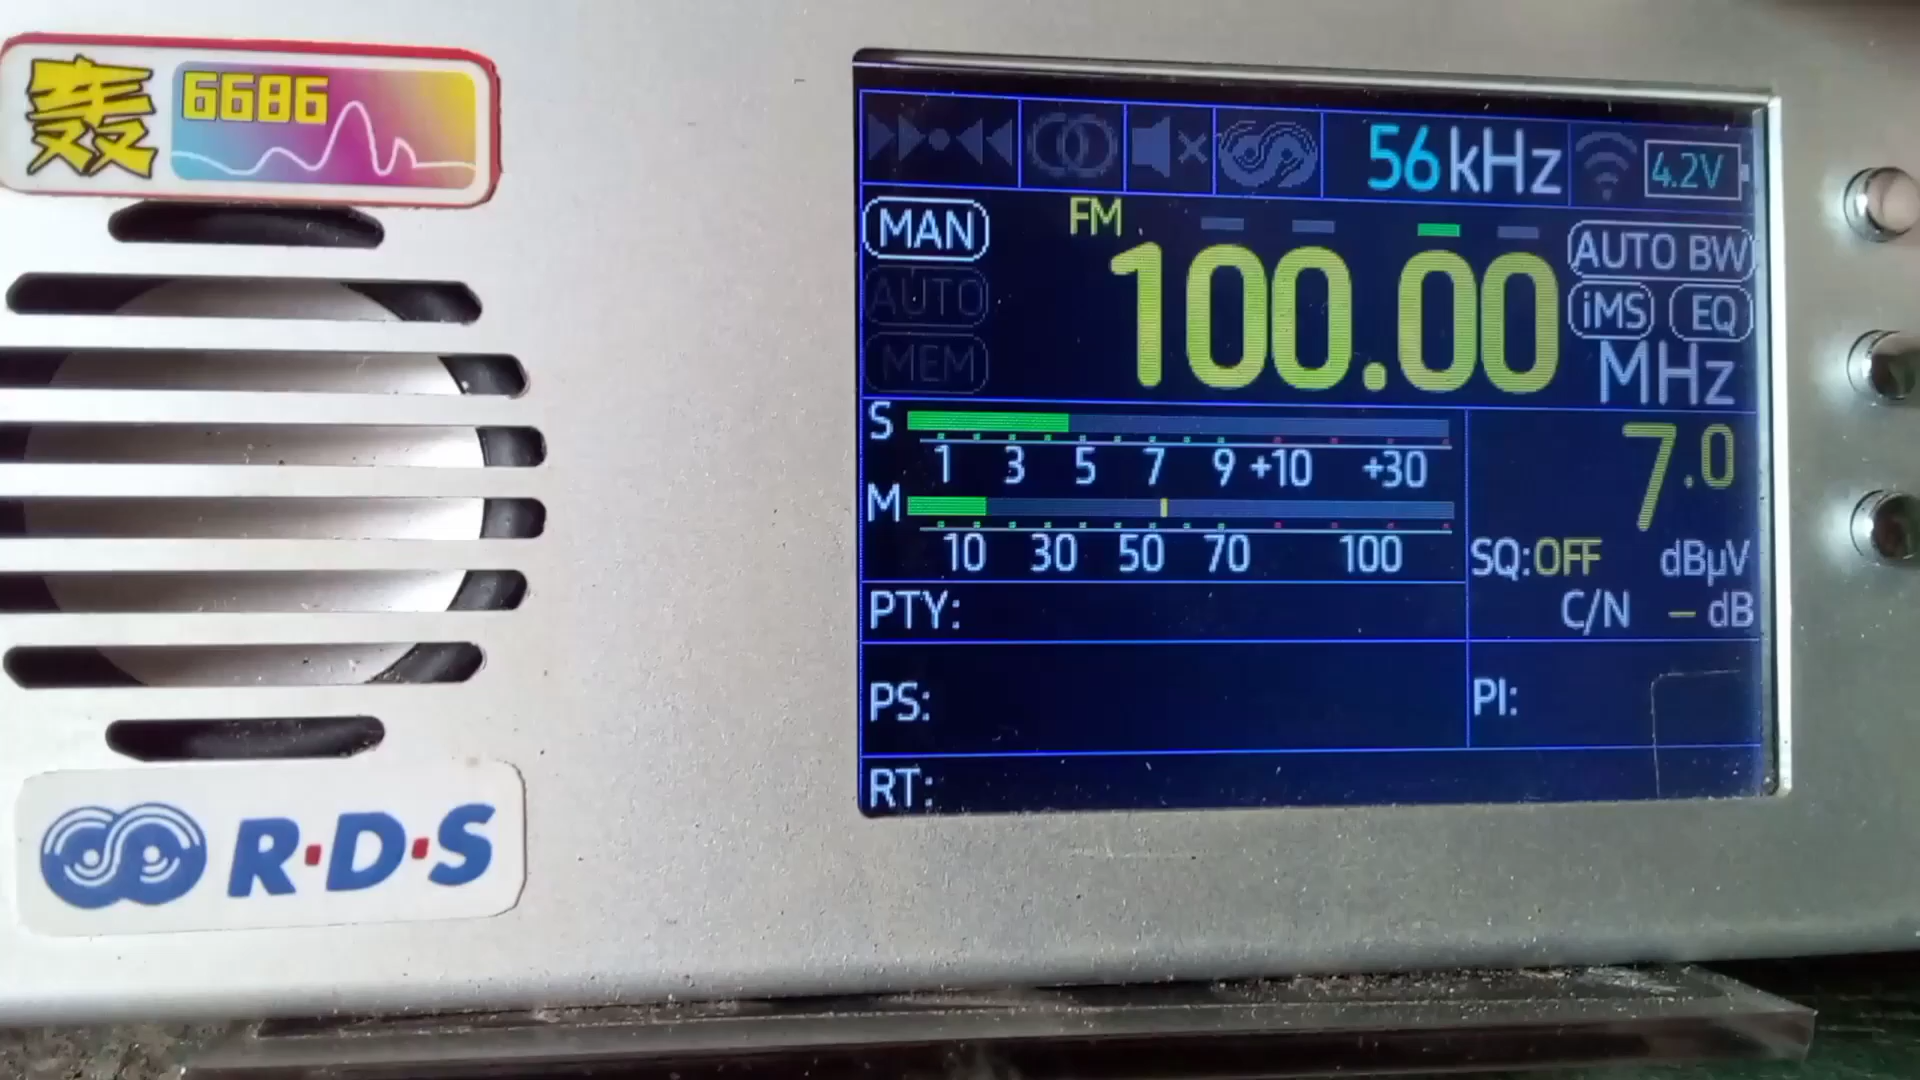 轰 6686
56kHz 4.2V
MAN FM AUTO BW
AUTO 100.00 iMS EQ
MEM MHz
S
1 3 5 7 9 +10 +30
7.0
M
10 30 50 70 100
SQ:OFF dBµV
PTY:
C/N – dB
PS:
PI:
RT:
R·D·S